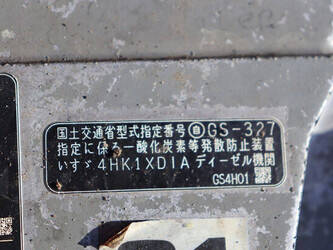 国土交通省型式指定番号ⒷGS-327
指定に係る一酸化炭素等発散防止装置
いすゞ4HK1XDIAディーゼル機関
GS4H01